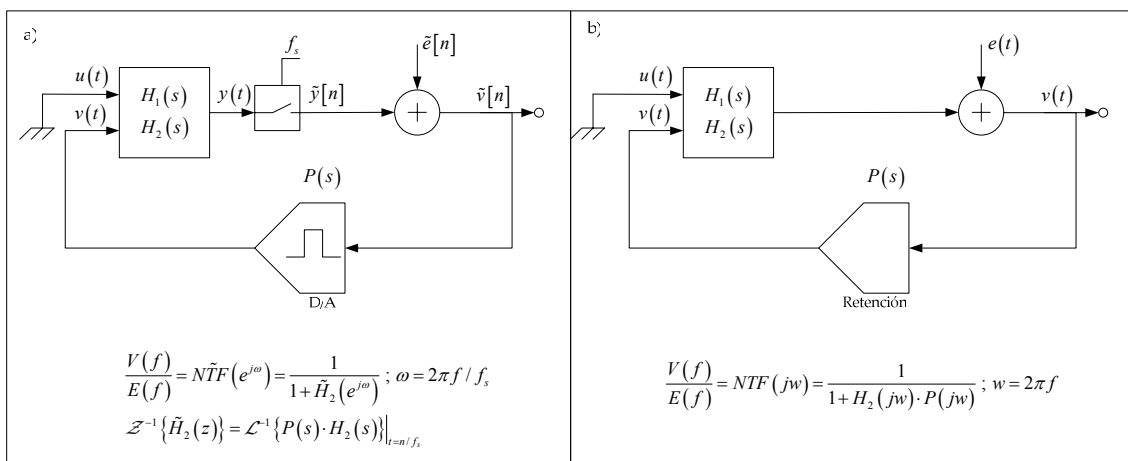 a)
f_s
ẽ[n]
u(t)
v(t)
H_1(s)
H_2(s)
y(t)
ỹ[n]
+
ṽ[n]
P(s)
D/A
V(f)/E(f) = NT̃F(e^{jω}) = 1/(1+H̃_2(e^{jω})) ; ω = 2πf / f_s
𝒵^{-1}{H̃_2(z)} = ℒ^{-1}{P(s)·H_2(s)}|_{t=n/f_s}
b)
e(t)
u(t)
v(t)
H_1(s)
H_2(s)
+
v(t)
P(s)
Retención
V(f)/E(f) = NTF(jw) = 1/(1+H_2(jw)·P(jw)) ; w = 2πf